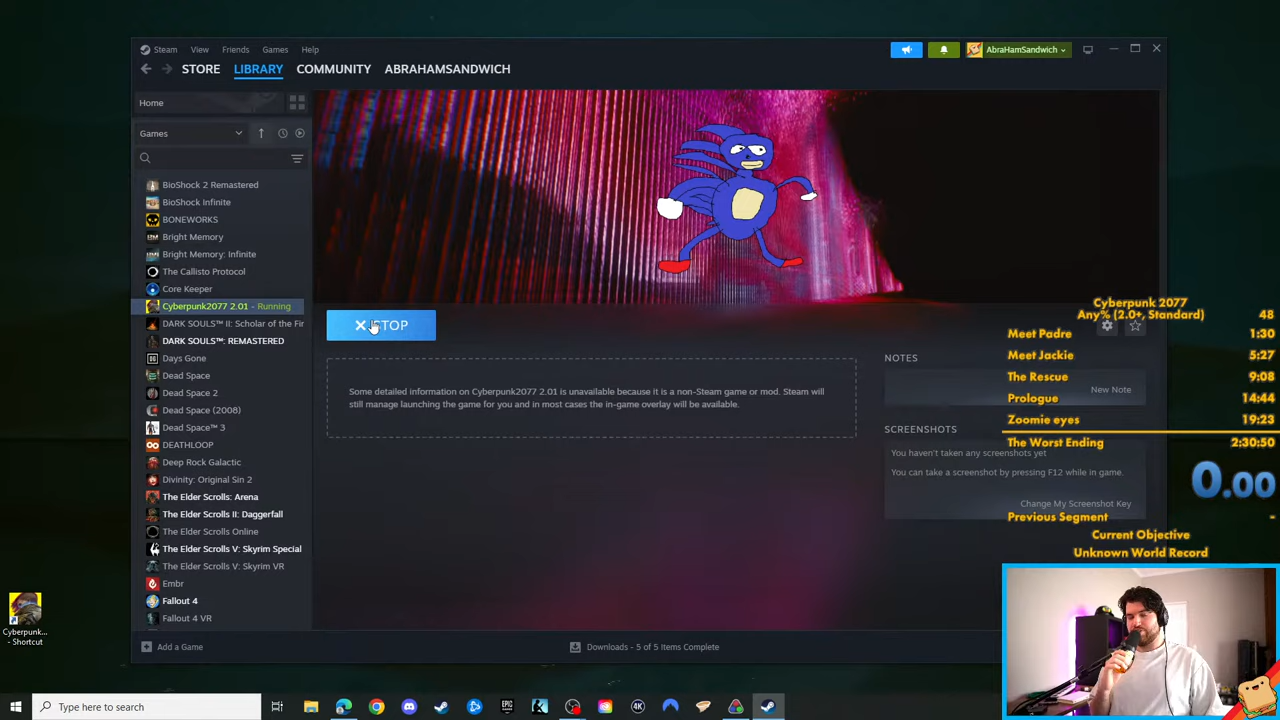 Steam View Friends Games Help
AbraHamSandwich
STORE LIBRARY COMMUNITY ABRAHAMSANDWICH
Home
Games
BioShock 2 Remastered
BioShock Infinite
BONEWORKS
Bright Memory
Bright Memory: Infinite
The Callisto Protocol
Core Keeper
Cyberpunk2077 2.01 - Running
DARK SOULS™ II: Scholar of the Fir
DARK SOULS™: REMASTERED
Days Gone
Dead Space
Dead Space 2
Dead Space (2008)
Dead Space™ 3
DEATHLOOP
Deep Rock Galactic
Divinity: Original Sin 2
The Elder Scrolls: Arena
The Elder Scrolls II: Daggerfall
The Elder Scrolls Online
The Elder Scrolls V: Skyrim Special
The Elder Scrolls V: Skyrim VR
Embr
Fallout 4
Fallout 4 VR
STOP
Some detailed information on Cyberpunk2077 2.01 is unavailable because it is a non-Steam game or mod. Steam will
still manage launching the game for you and in most cases the in-game overlay will be available.
NOTES
New Note
SCREENSHOTS
You haven't taken any screenshots yet
You can take a screenshot by pressing F12 while in game.
Change My Screenshot Key
Cyberpunk 2077
Any% (2.0+, Standard) 48
Meet Padre 1:30
Meet Jackie 5:27
The Rescue 9:08
Prologue 14:44
Zoomie eyes 19:23
The Worst Ending 2:30:50
0.00
Previous Segment -
Current Objective
Unknown World Record
Cyberpunk...
- Shortcut
Add a Game
Downloads - 5 of 5 Items Complete
Type here to search
EPIC
4K